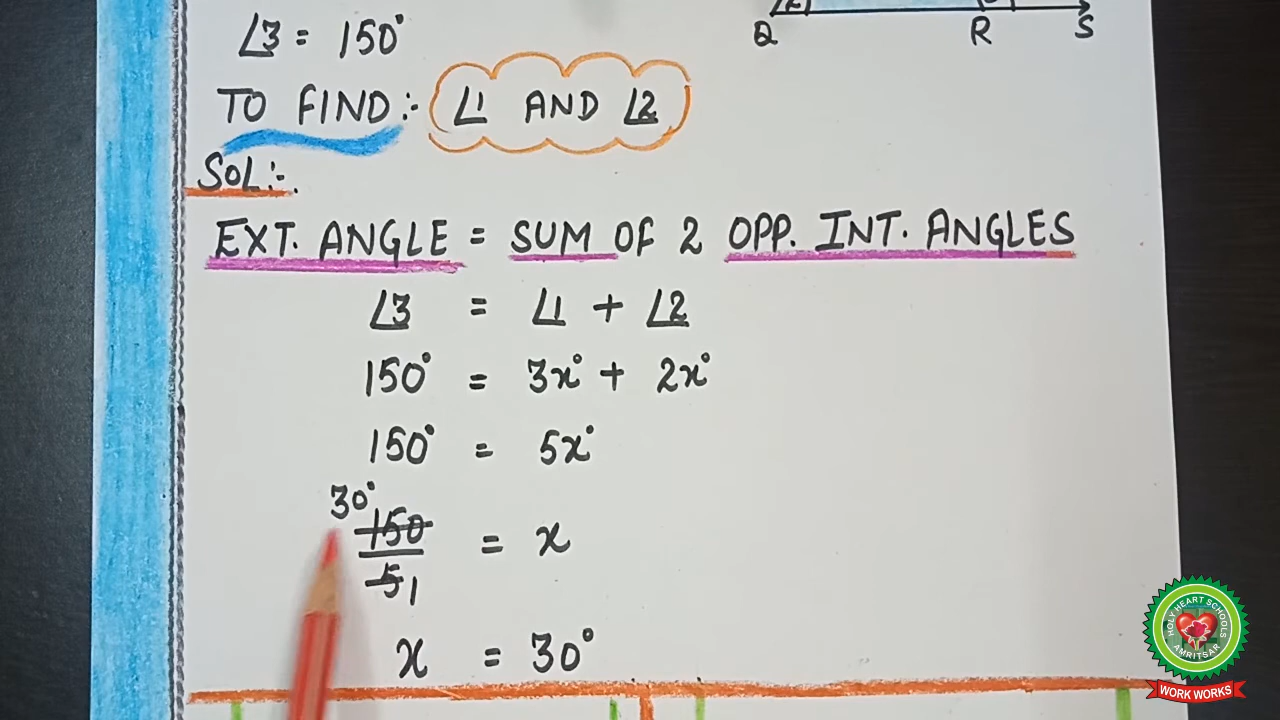 ∠3 = 150°
Q R S
TO FIND:- ∠1 AND ∠2
SOL:-.
EXT. ANGLE = SUM OF 2 OPP. INT. ANGLES
∠3 = ∠1 + ∠2
150° = 3x° + 2x°
150° = 5x°
30°
150/5 1 = x
x = 30°
HOLY HEART SCHOOLS
AMRITSAR
WORK WORKS